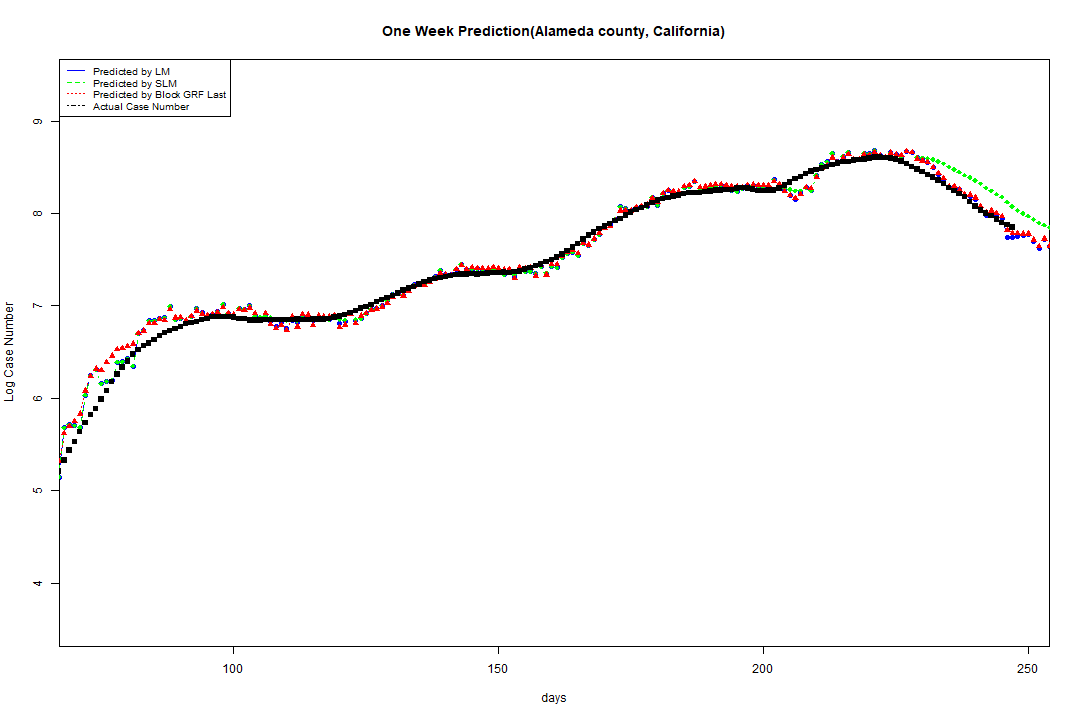 One Week Prediction(Alameda county, California)
Predicted by LM
Predicted by SLM
Predicted by Block GRF Last
Actual Case Number
9
8
7
6
5
4
Log Case Number
100 150 200 250
days